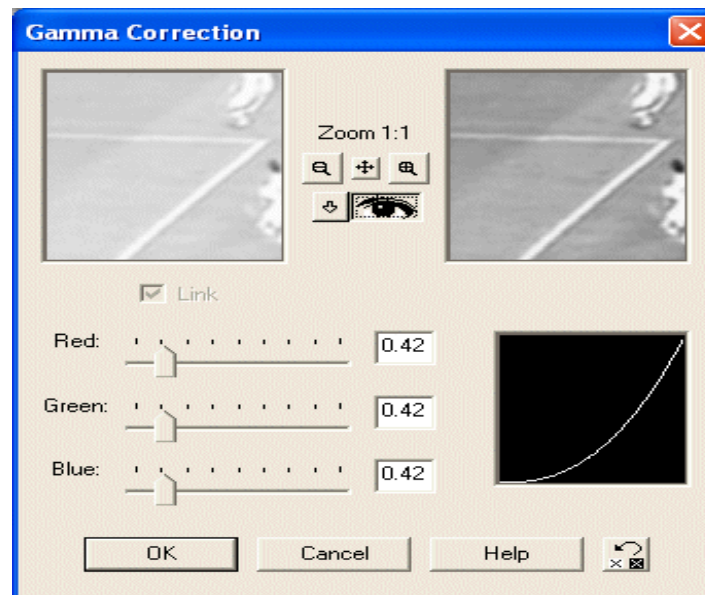 Gamma Correction
Zoom 1:1
Link
Red: 0.42
Green: 0.42
Blue: 0.42
OK Cancel Help